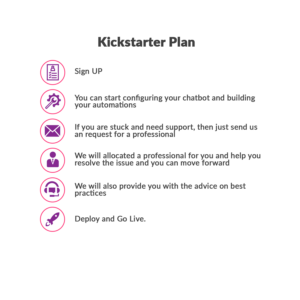 Kickstarter Plan
Sign UP
You can start configuring your chatbot and building
your automations
If you are stuck and need support, then just send us
an request for a professional
We will allocated a professional for you and help you
resolve the issue and you can move forward
We will also provide you with the advice on best
practices
Deploy and Go Live.